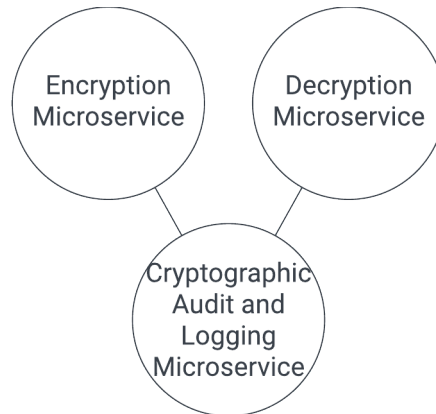 Encryption
Microservice
Decryption
Microservice
Cryptographic
Audit and
Logging
Microservice